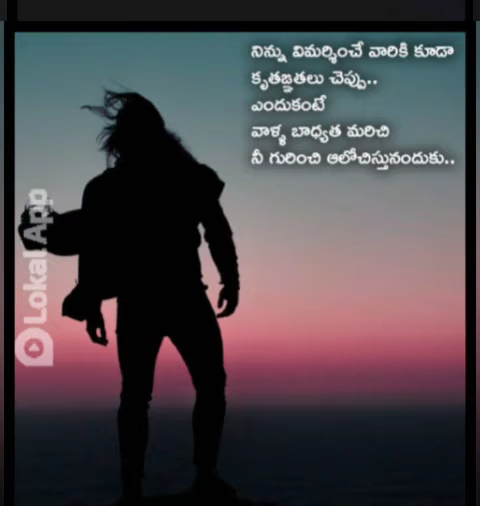 నిన్ను విమర్శించే వారికి కూడా
కృతజ్ఞతలు చెప్పు..
ఎందుకంటే
వాళ్ళ బాధ్యత మరిచి
నీ గురించి ఆలోచిస్తునందుకు..
Lokal App